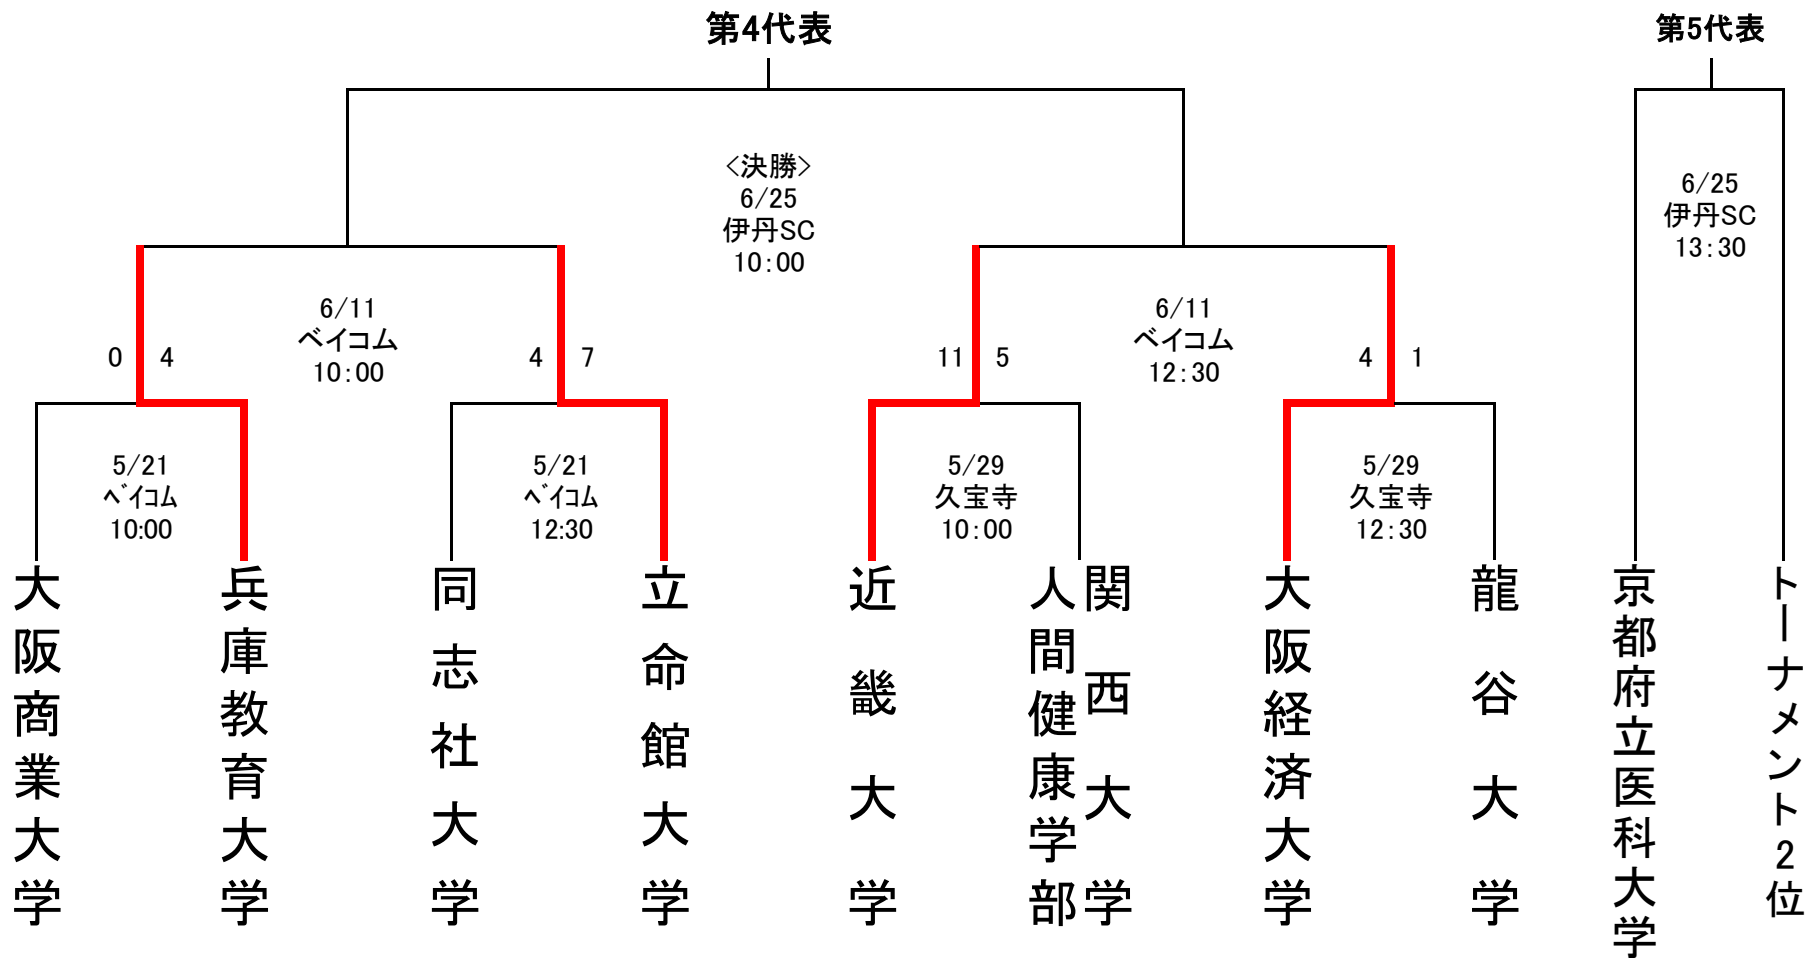 第4代表
第5代表
<決勝>
6/25
伊丹SC
10:00
6/25
伊丹SC
13:30
6/11
ベイコム
10:00
6/11
ベイコム
12:30
0 4
4 7
11 5
4 1
5/21
ベイコム
10:00
5/21
ベイコム
12:30
5/29
久宝寺
10:00
5/29
久宝寺
12:30
大阪商業大学
兵庫教育大学
同志社大学
立命館大学
近畿大学
関西大学
人間健康学部
大阪経済大学
龍谷大学
京都府立医科大学
トーナメント2位